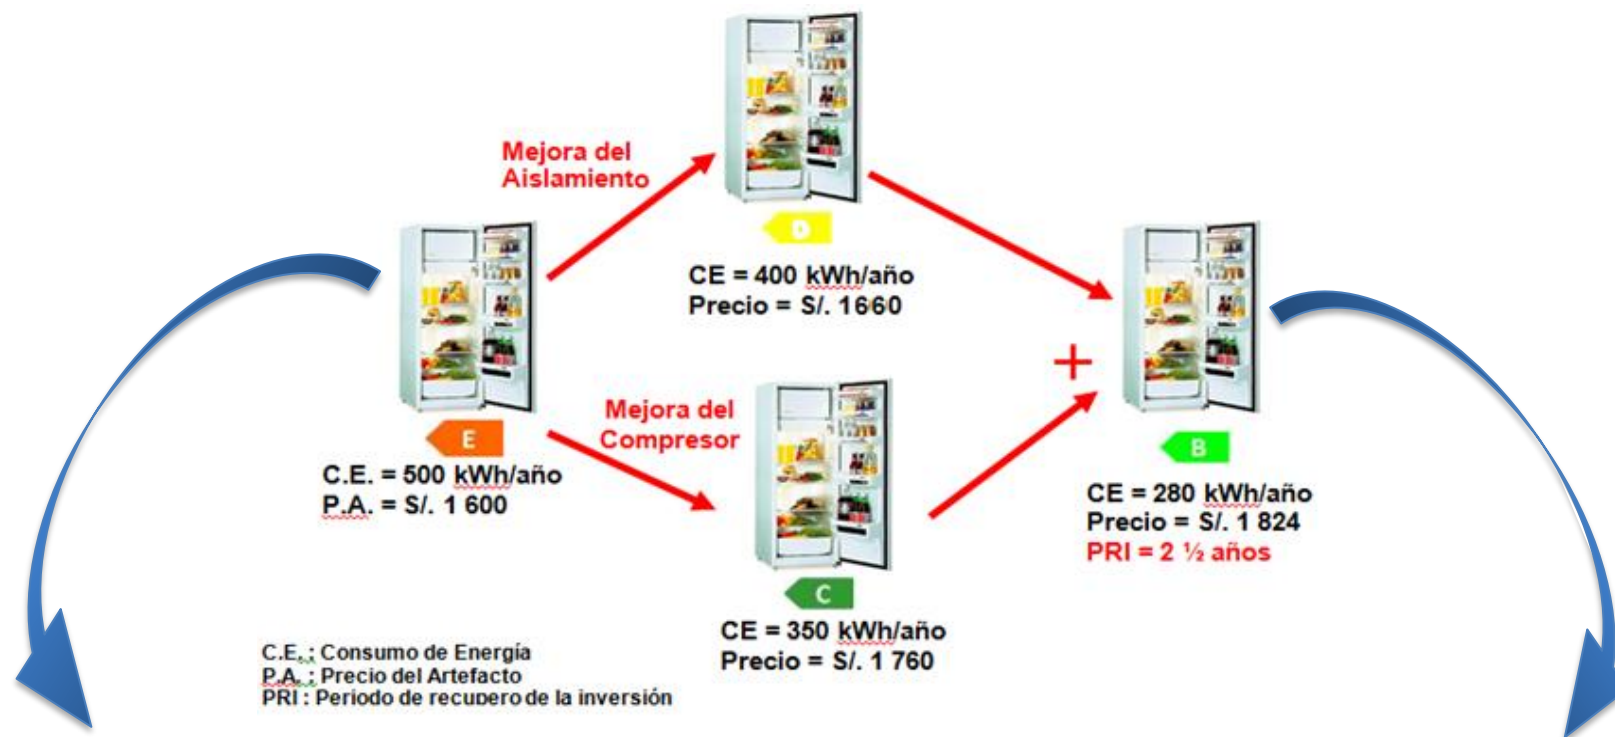 Mejora del
Aislamiento
D
CE = 400 kWh/año
Precio = S/. 1660
E
C.E. = 500 kWh/año
P.A. = S/. 1 600
Mejora del
Compresor
C
CE = 350 kWh/año
Precio = S/. 1 760
+
B
CE = 280 kWh/año
Precio = S/. 1 824
PRI = 2 ½ años
C.E. : Consumo de Energía
P.A. : Precio del Artefacto
PRI : Periodo de recupero de la inversión